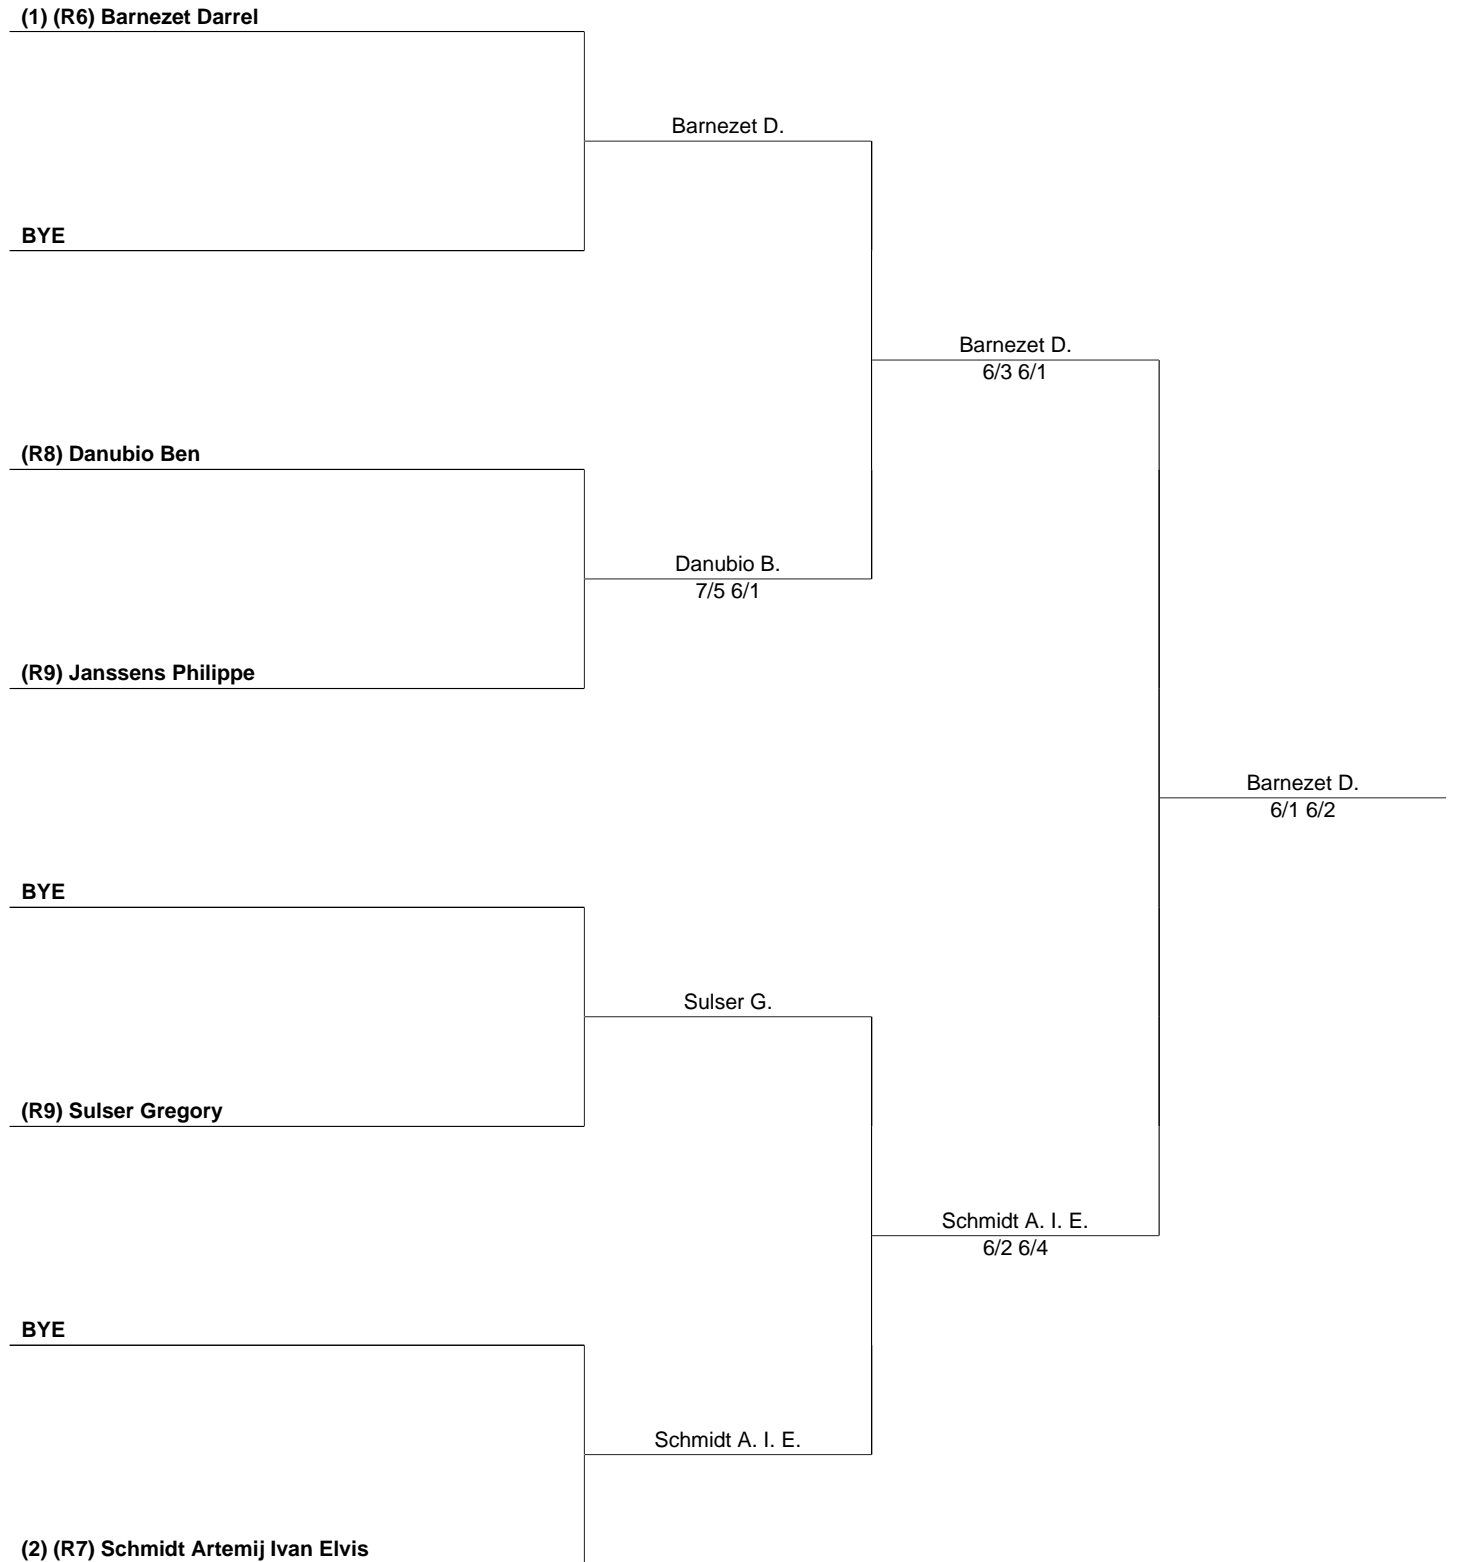 (1) (R6) Barnezet Darrel
Barnezet D.
BYE
Barnezet D.
6/3 6/1
(R8) Danubio Ben
Danubio B.
7/5 6/1
(R9) Janssens Philippe
Barnezet D.
6/1 6/2
BYE
Sulser G.
(R9) Sulser Gregory
Schmidt A. I. E.
6/2 6/4
BYE
Schmidt A. I. E.
(2) (R7) Schmidt Artemij Ivan Elvis